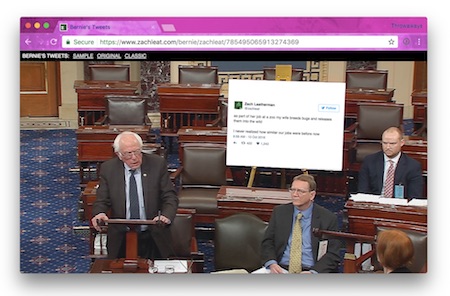 Bernie's Tweets
Throwaway
Secure https://www.zachleat.com/bernie/zachleat/785495065913274369
BERNIE'S TWEETS: SAMPLE ORIGINAL CLASSIC
Zach Leatherman
@zachleat
Follow
as part of her job at a zoo my wife breeds bugs and releases
them into the wild
I never realized how similar our jobs were before now